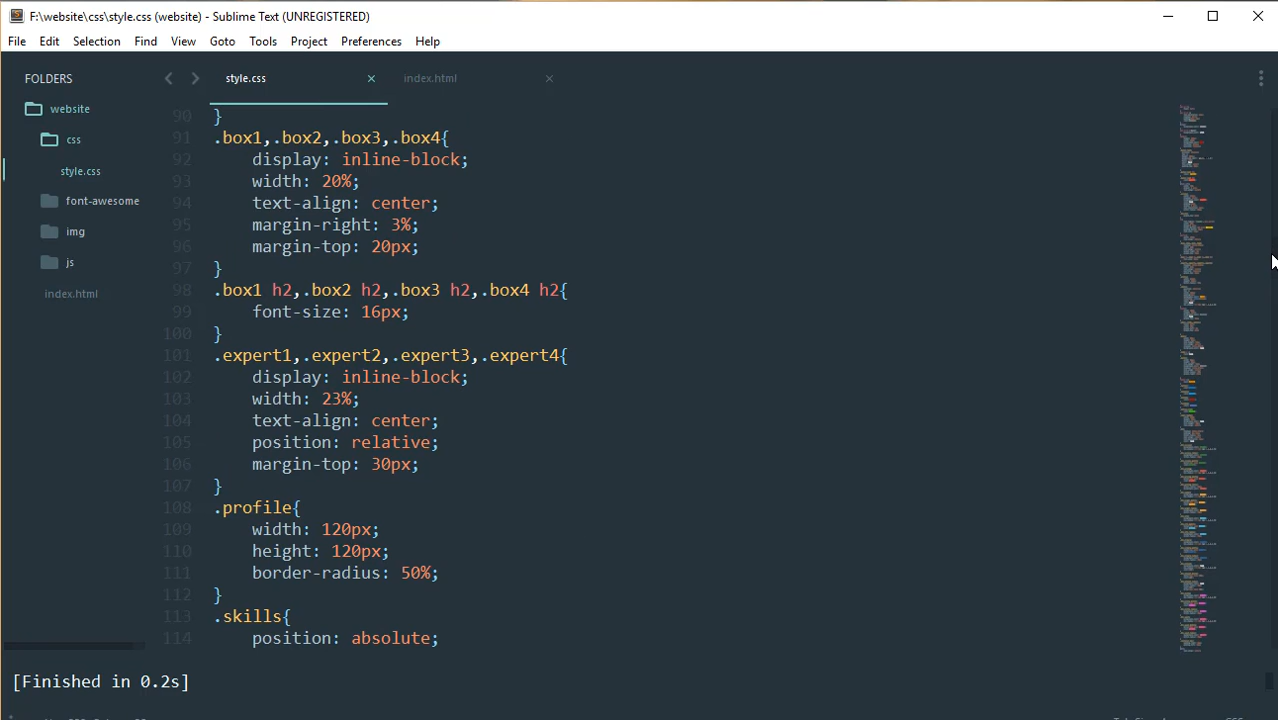 F:\website\css\style.css (website) - Sublime Text (UNREGISTERED)
File Edit Selection Find View Goto Tools Project Preferences Help
FOLDERS
website
css
style.css
font-awesome
img
js
index.html
style.css × index.html ×
90 }
91 .box1,.box2,.box3,.box4{
92 display: inline-block;
93 width: 20%;
94 text-align: center;
95 margin-right: 3%;
96 margin-top: 20px;
97 }
98 .box1 h2,.box2 h2,.box3 h2,.box4 h2{
99 font-size: 16px;
100 }
101 .expert1,.expert2,.expert3,.expert4{
102 display: inline-block;
103 width: 23%;
104 text-align: center;
105 position: relative;
106 margin-top: 30px;
107 }
108 .profile{
109 width: 120px;
110 height: 120px;
111 border-radius: 50%;
112 }
113 .skills{
114 position: absolute;
[Finished in 0.2s]